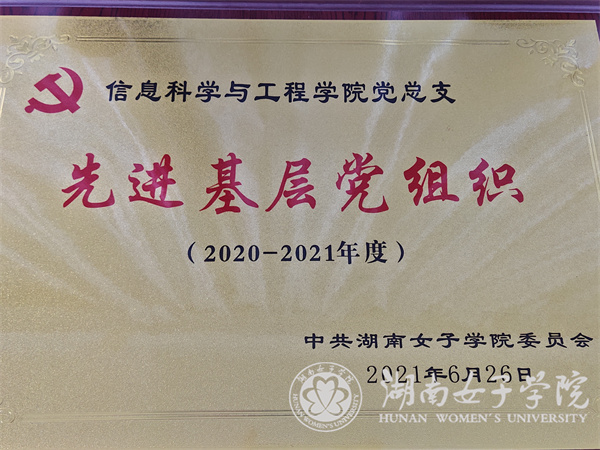 信息科学与工程学院党总支
先进基层党组织
（2020-2021年度）
中共湖南女子学院委员会
2021年6月26日
湖南女子学院
HUNAN WOMEN'S UNIVERSITY